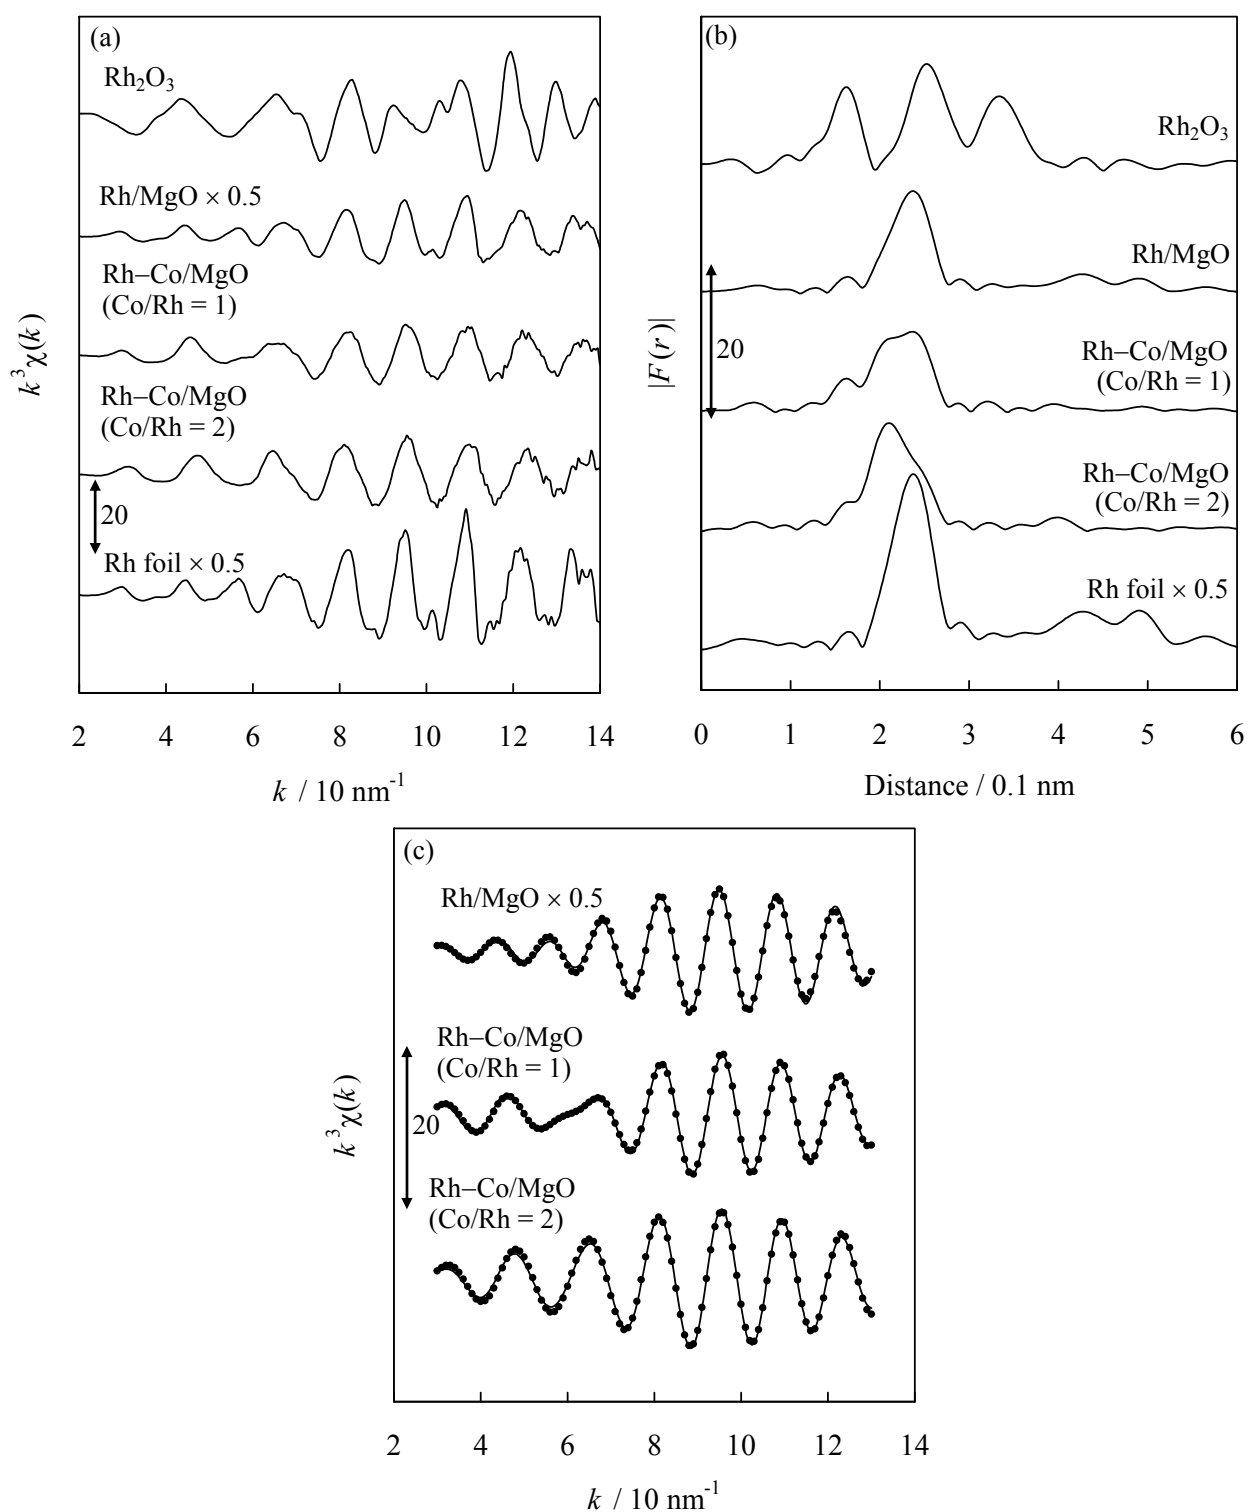 (a)
Rh₂O₃
Rh/MgO × 0.5
Rh−Co/MgO
(Co/Rh = 1)
Rh−Co/MgO
(Co/Rh = 2)
20
Rh foil × 0.5
k³χ(k)
2 4 6 8 10 12 14
k / 10 nm⁻¹
(b)
Rh₂O₃
Rh/MgO
20
Rh−Co/MgO
(Co/Rh = 1)
Rh−Co/MgO
(Co/Rh = 2)
Rh foil × 0.5
|F(r)|
0 1 2 3 4 5 6
Distance / 0.1 nm
(c)
Rh/MgO × 0.5
Rh−Co/MgO
(Co/Rh = 1)
20
Rh−Co/MgO
(Co/Rh = 2)
k³χ(k)
2 4 6 8 10 12 14
k / 10 nm⁻¹